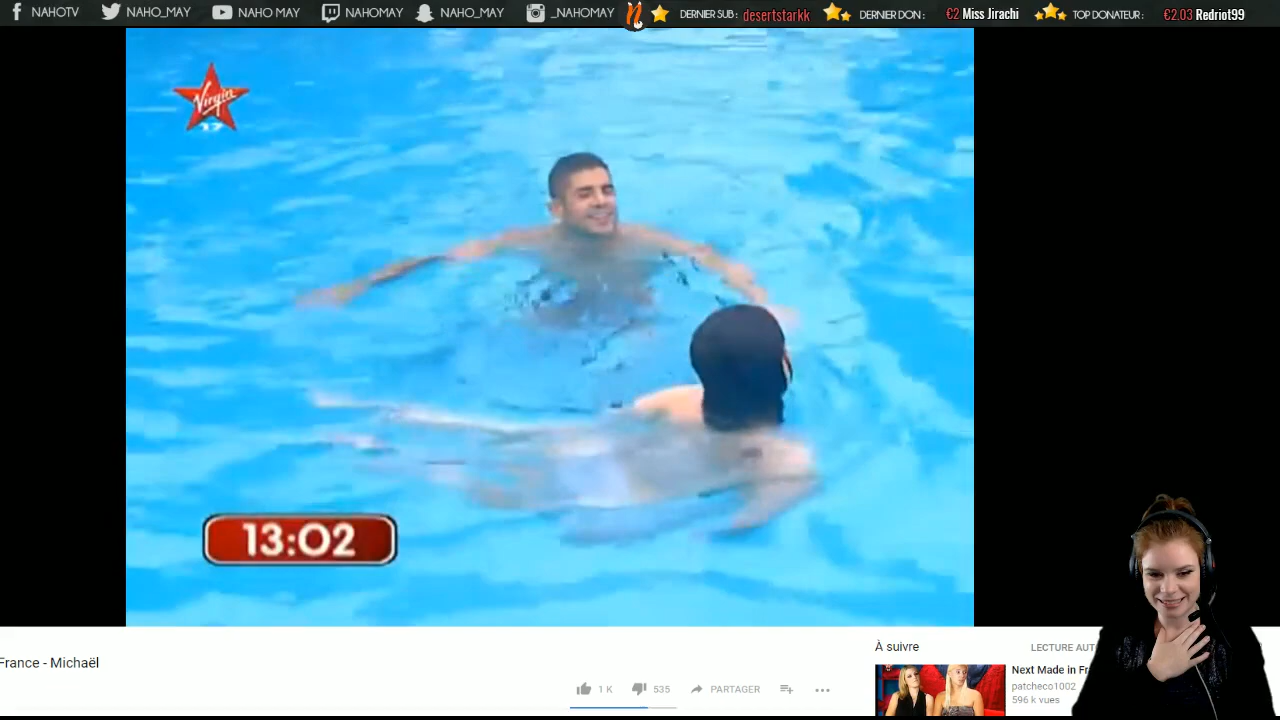 NAHOTV NAHO_MAY NAHO MAY NAHOMAY NAHO_MAY _NAHOMAY DERNIER SUB : desertstarkk DERNIER DON : €2 Miss Jirachi TOP DONATEUR : €2.03 Redriot99
Virgin
17
13:02
France - Michaël
1 K 535 PARTAGER
À suivre LECTURE AUT
Next Made in Fr
patcheco1002
596 k vues